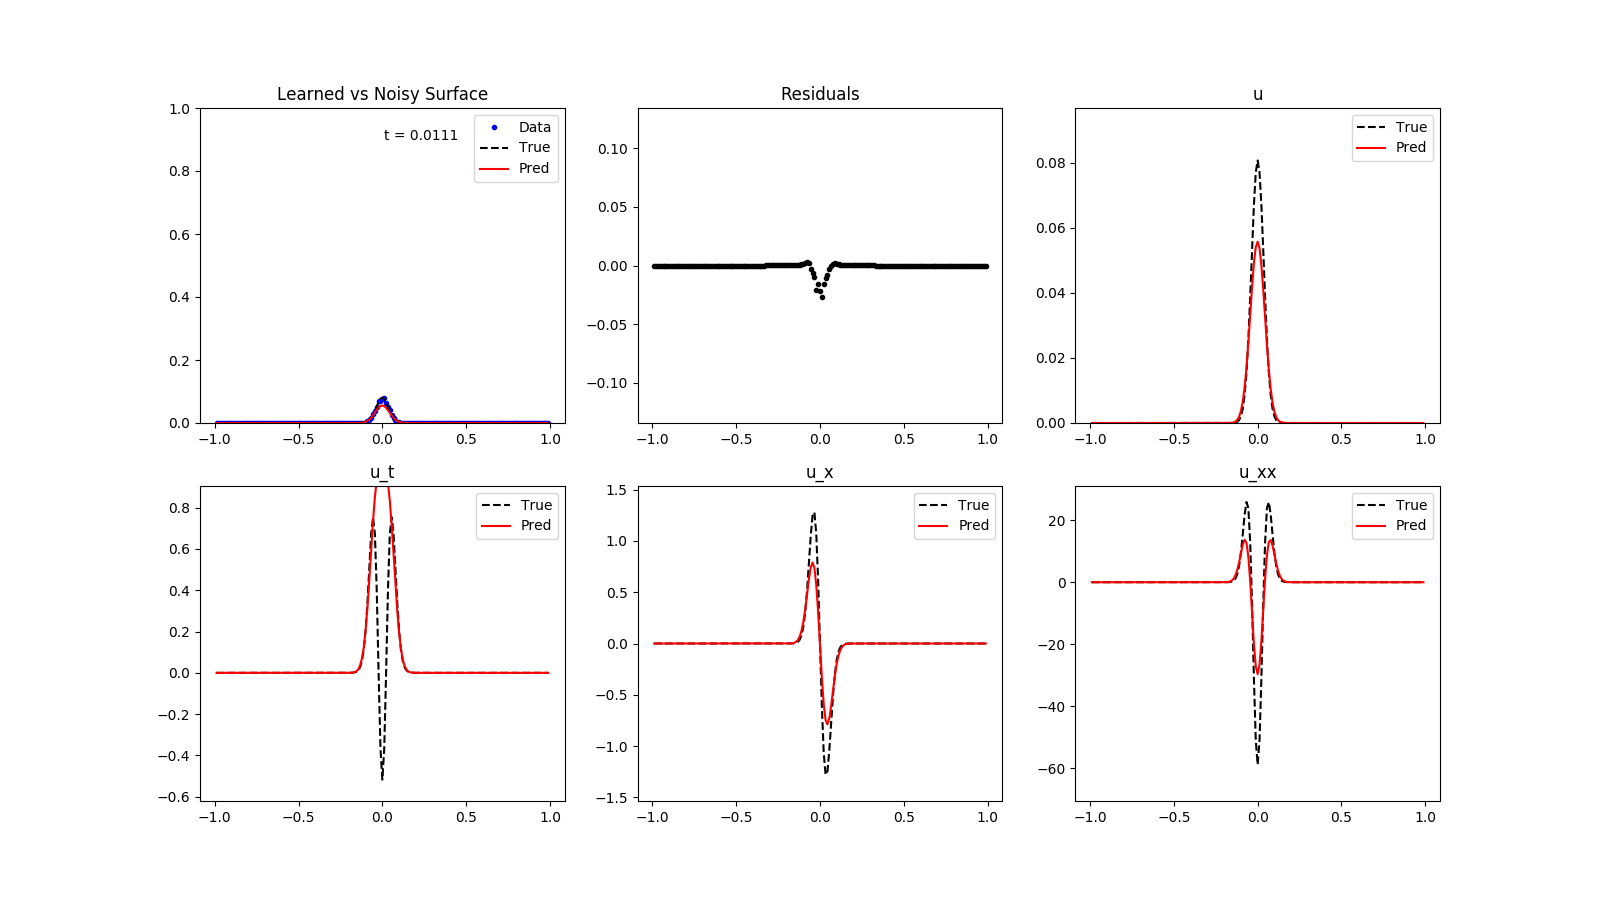 Learned vs Noisy Surface
1.0
0.8
0.6
0.4
0.2
0.0
−1.0 −0.5 0.0 0.5 1.0
t = 0.0111
Data
True
Pred
Residuals
0.10
0.05
0.00
−0.05
−0.10
−1.0 −0.5 0.0 0.5 1.0
u
0.08
0.06
0.04
0.02
0.00
−1.0 −0.5 0.0 0.5 1.0
True
Pred
u_t
0.8
0.6
0.4
0.2
0.0
−0.2
−0.4
−0.6
−1.0 −0.5 0.0 0.5 1.0
True
Pred
u_x
1.5
1.0
0.5
0.0
−0.5
−1.0
−1.5
−1.0 −0.5 0.0 0.5 1.0
True
Pred
u_xx
20
0
−20
−40
−60
−1.0 −0.5 0.0 0.5 1.0
True
Pred